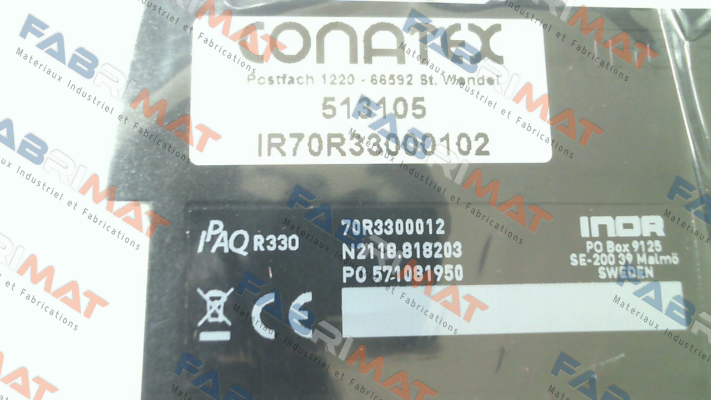 CONATEX
Postfach 1220 - 66592 St. Wendel
513105
IR70R33000102
IPAQ R330
70R3300012
N2118.818203
PO 571081950
INOR
PO Box 9125
SE-200 39 Malmö
SWEDEN
CE
FABRIMAT
Materiaux Industriel et Fabrications